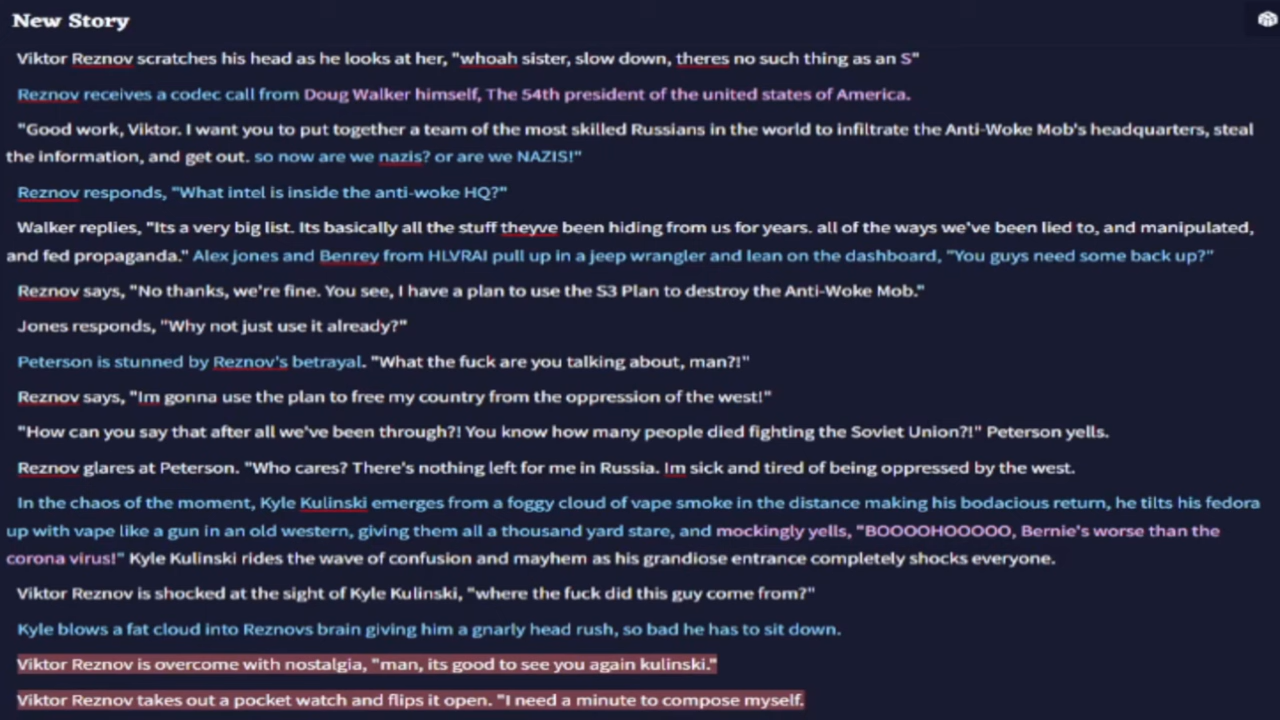 New Story
Viktor Reznov scratches his head as he looks at her, "whoah sister, slow down, theres no such thing as an S"
Reznov receives a codec call from Doug Walker himself, The 54th president of the united states of America.
"Good work, Viktor. I want you to put together a team of the most skilled Russians in the world to infiltrate the Anti-Woke Mob's headquarters, steal
the information, and get out. so now are we nazis? or are we NAZIS!"
Reznov responds, "What intel is inside the anti-woke HQ?"
Walker replies, "Its a very big list. Its basically all the stuff theyve been hiding from us for years. all of the ways we've been lied to, and manipulated,
and fed propaganda." Alex jones and Benrey from HLVRAI pull up in a jeep wrangler and lean on the dashboard, "You guys need some back up?"
Reznov says, "No thanks, we're fine. You see, I have a plan to use the S3 Plan to destroy the Anti-Woke Mob."
Jones responds, "Why not just use it already?"
Peterson is stunned by Reznov's betrayal. "What the fuck are you talking about, man?!"
Reznov says, "Im gonna use the plan to free my country from the oppression of the west!"
"How can you say that after all we've been through?! You know how many people died fighting the Soviet Union?!" Peterson yells.
Reznov glares at Peterson. "Who cares? There's nothing left for me in Russia. Im sick and tired of being oppressed by the west.
In the chaos of the moment, Kyle Kulinski emerges from a foggy cloud of vape smoke in the distance making his bodacious return, he tilts his fedora
up with vape like a gun in an old western, giving them all a thousand yard stare, and mockingly yells, "BOOOOHOOOOO, Bernie's worse than the
corona virus!" Kyle Kulinski rides the wave of confusion and mayhem as his grandiose entrance completely shocks everyone.
Viktor Reznov is shocked at the sight of Kyle Kulinski, "where the fuck did this guy come from?"
Kyle blows a fat cloud into Reznovs brain giving him a gnarly head rush, so bad he has to sit down.
Viktor Reznov is overcome with nostalgia, "man, its good to see you again kulinski."
Viktor Reznov takes out a pocket watch and flips it open. "I need a minute to compose myself.